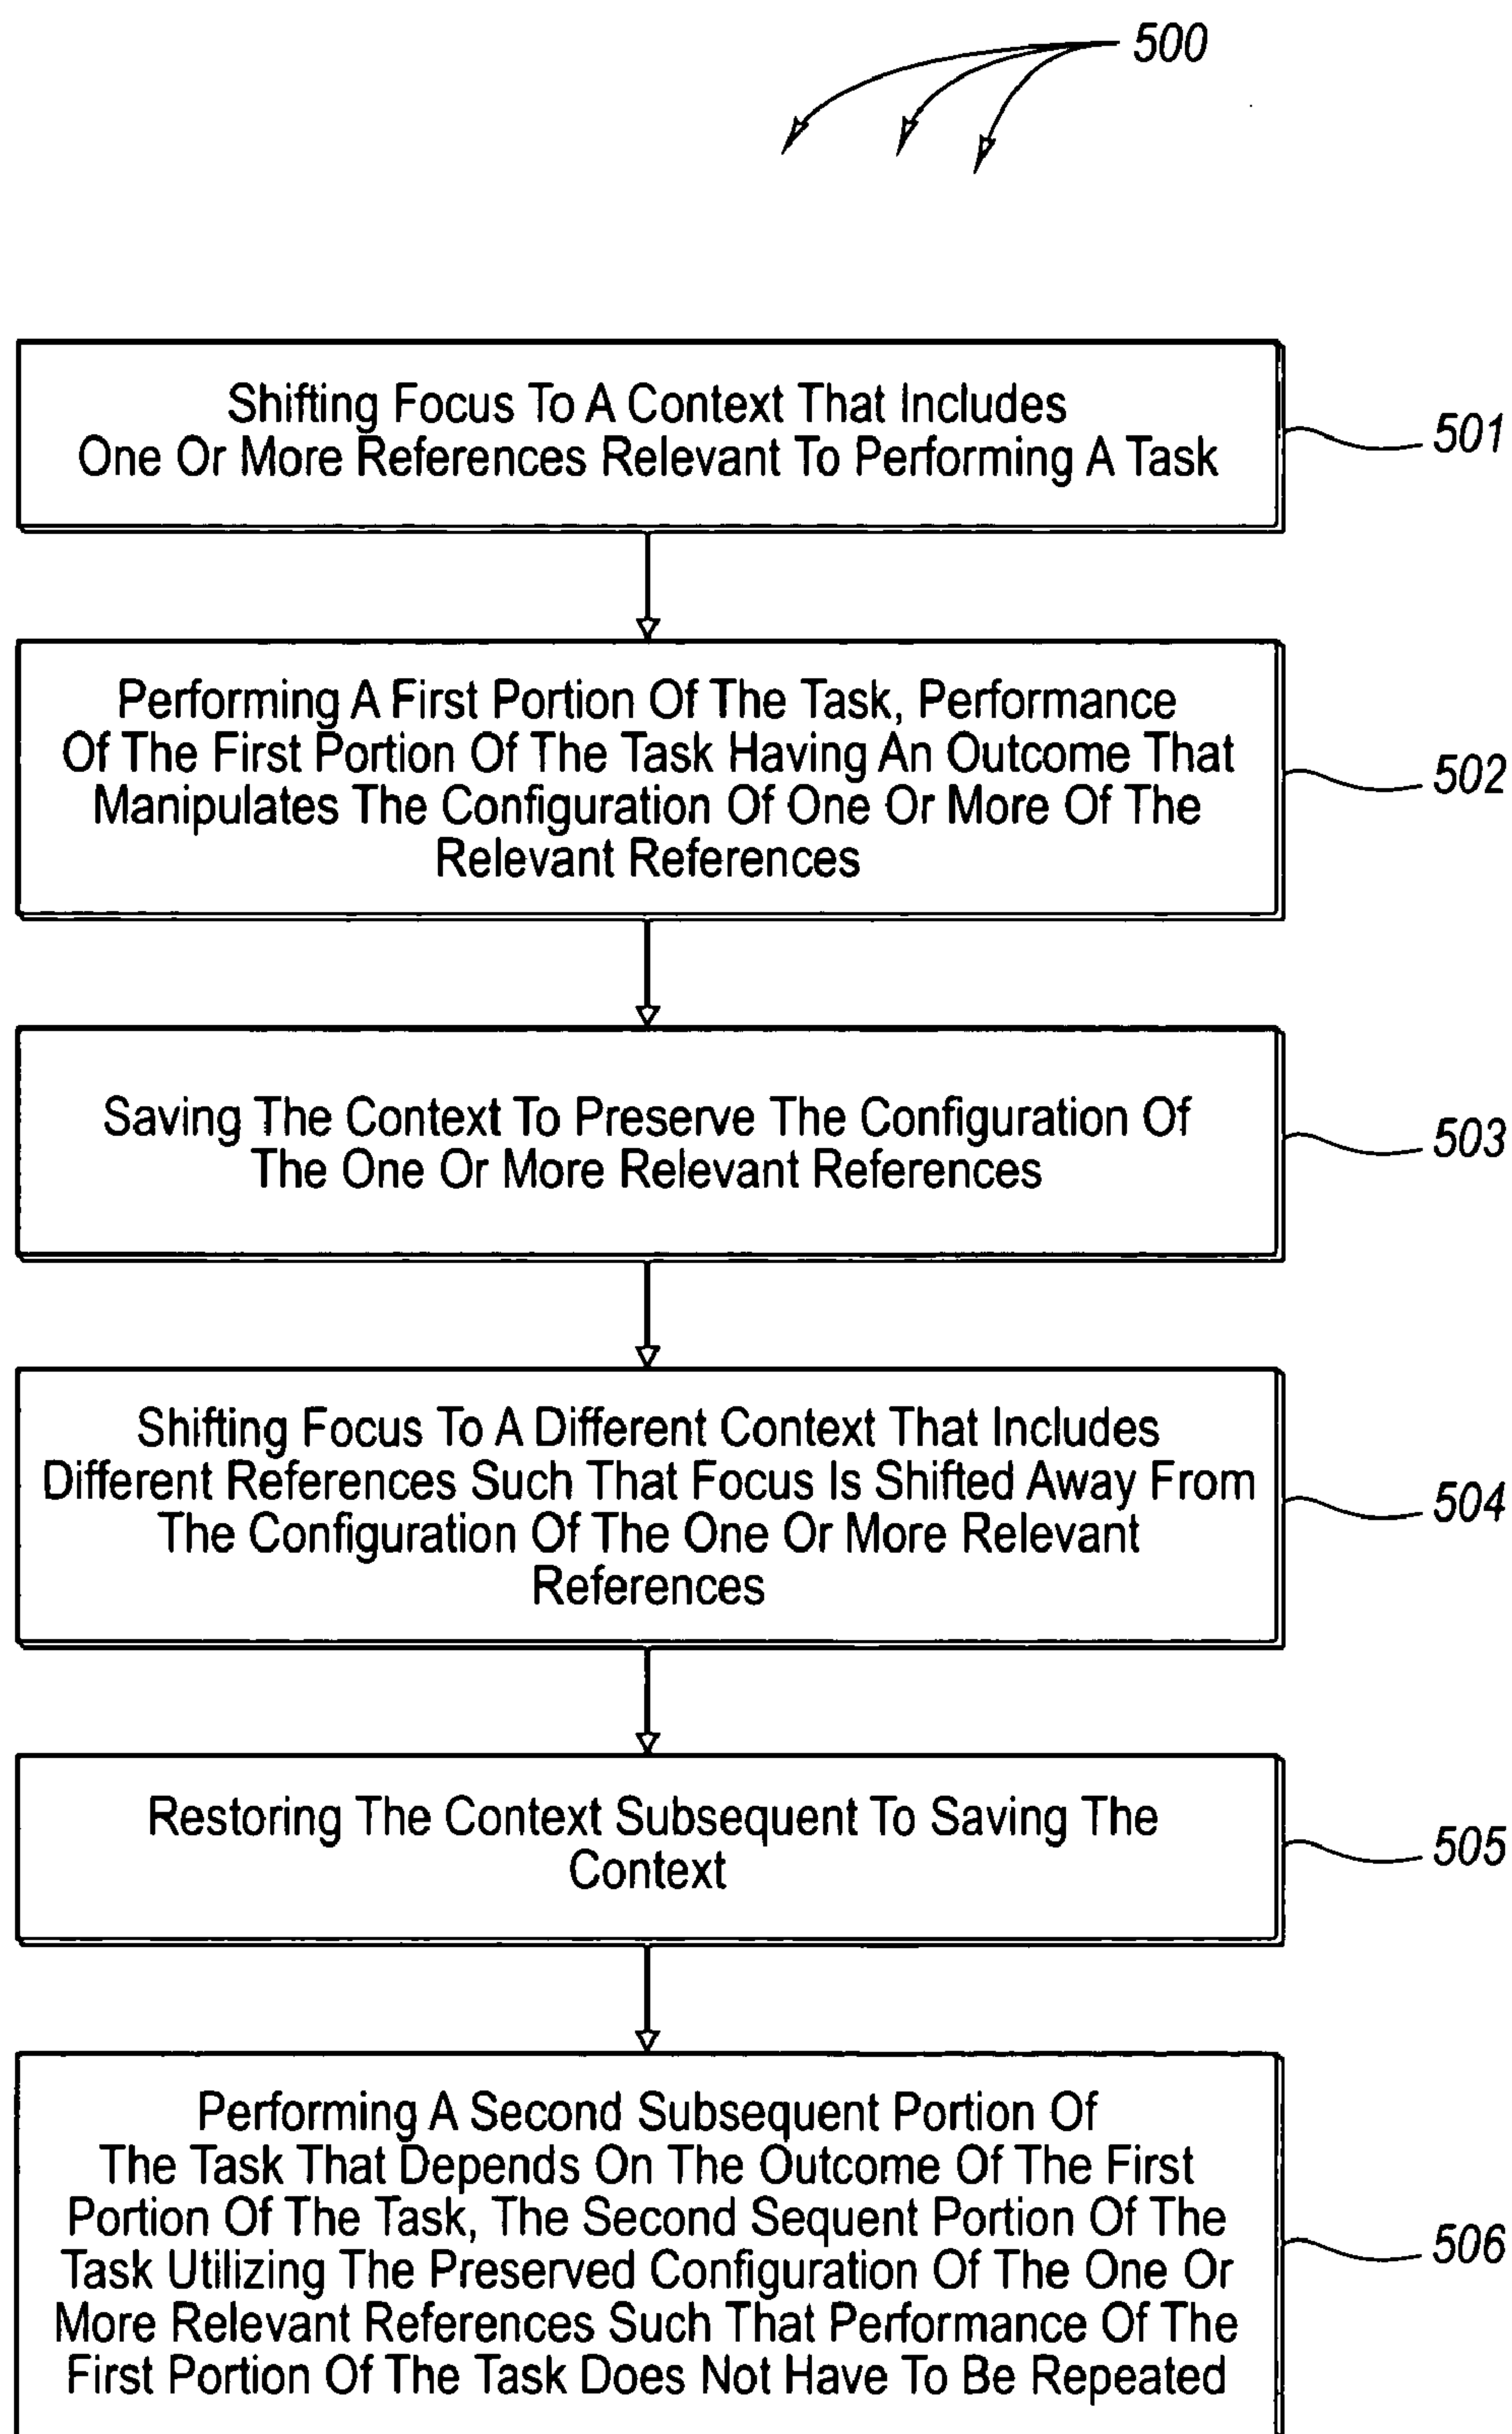 500
Shifting Focus To A Context That Includes
One Or More References Relevant To Performing A Task
501
Performing A First Portion Of The Task, Performance
Of The First Portion Of The Task Having An Outcome That
Manipulates The Configuration Of One Or More Of The
Relevant References
502
Saving The Context To Preserve The Configuration Of
The One Or More Relevant References
503
Shifting Focus To A Different Context That Includes
Different References Such That Focus Is Shifted Away From
The Configuration Of The One Or More Relevant
References
504
Restoring The Context Subsequent To Saving The
Context
505
Performing A Second Subsequent Portion Of
The Task That Depends On The Outcome Of The First
Portion Of The Task, The Second Sequent Portion Of The
Task Utilizing The Preserved Configuration Of The One Or
More Relevant References Such That Performance Of The
First Portion Of The Task Does Not Have To Be Repeated
506